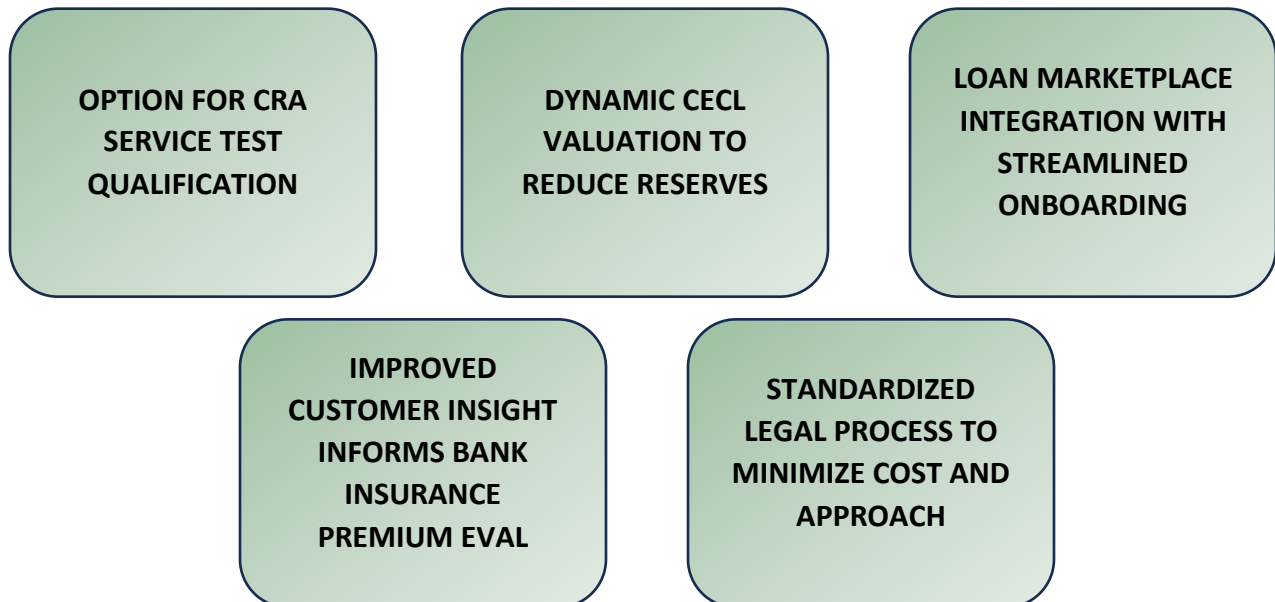 OPTION FOR CRA
SERVICE TEST
QUALIFICATION
DYNAMIC CECL
VALUATION TO
REDUCE RESERVES
LOAN MARKETPLACE
INTEGRATION WITH
STREAMLINED
ONBOARDING
IMPROVED
CUSTOMER INSIGHT
INFORMS BANK
INSURANCE
PREMIUM EVAL
STANDARDIZED
LEGAL PROCESS TO
MINIMIZE COST AND
APPROACH